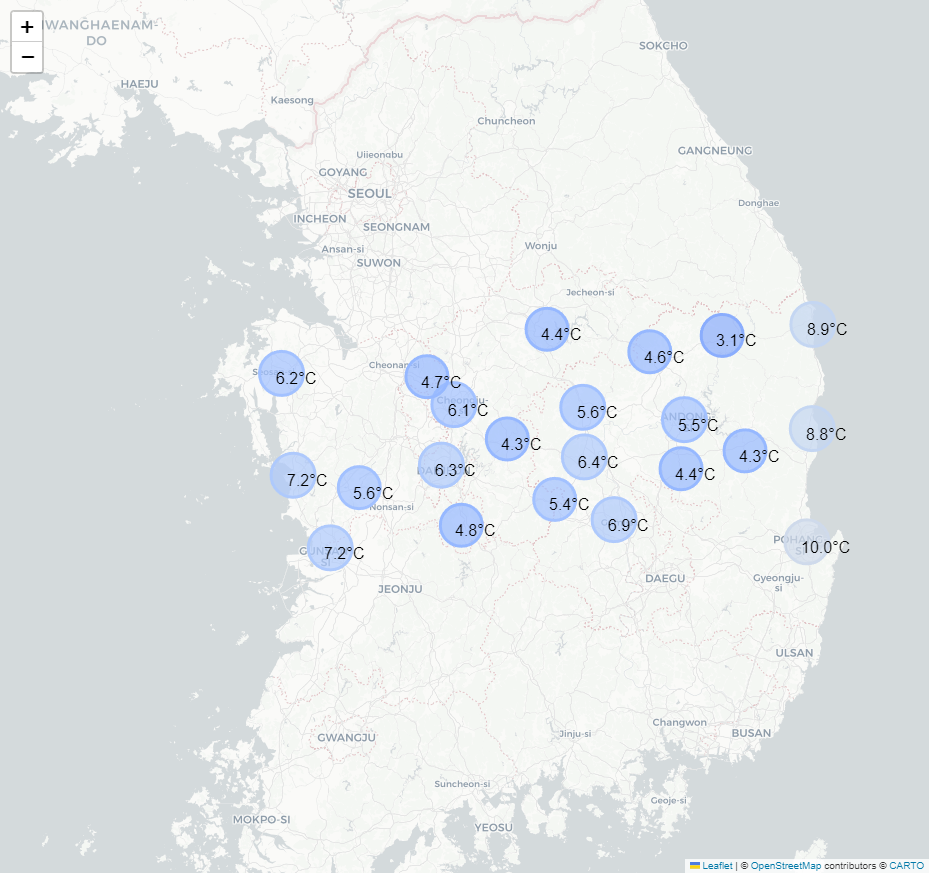 +
−
WANGHAENAM-
DO
SOKCHO
HAEJU
Kaesong
Chuncheon
GANGNEUNG
Uijeongbu
GOYANG
SEOUL
Donghae
INCHEON
SEONGNAM
Ansan-si
Wonju
SUWON
Jecheon-si
8.9°C
4.4°C
3.1°C
4.6°C
Cheonan-si
6.2°C
4.7°C
6.1°C
5.6°C
ANDONG
5.5°C
8.8°C
4.3°C
4.3°C
6.4°C
6.3°C
4.4°C
7.2°C
5.6°C
Nonsan-si
5.4°C
6.9°C
4.8°C
7.2°C
10.0°C
DAEGU
Gyeongju-
si
JEONJU
ULSAN
Changwon
BUSAN
Jinju-si
GWANGJU
Suncheon-si
Geoje-si
MOKPO-SI
YEOSU
Leaflet | © OpenStreetMap contributors © CARTO